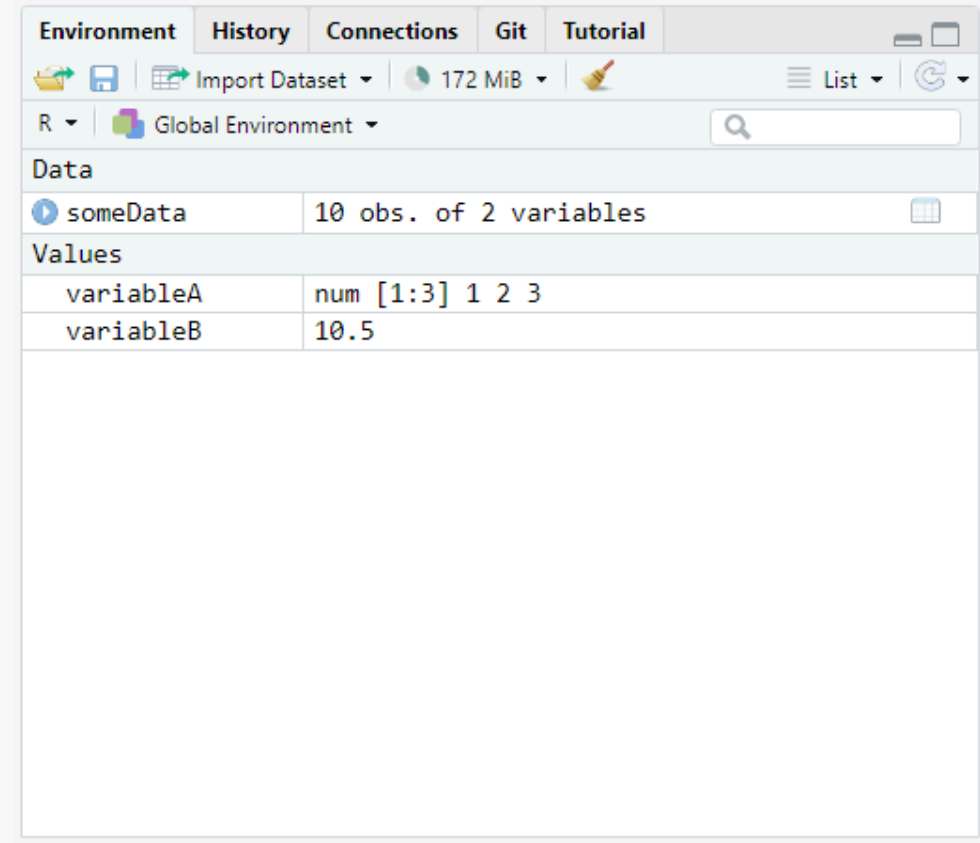 Environment History Connections Git Tutorial
Import Dataset 172 MiB List
R Global Environment
Data
someData 10 obs. of 2 variables
Values
variableA num [1:3] 1 2 3
variableB 10.5